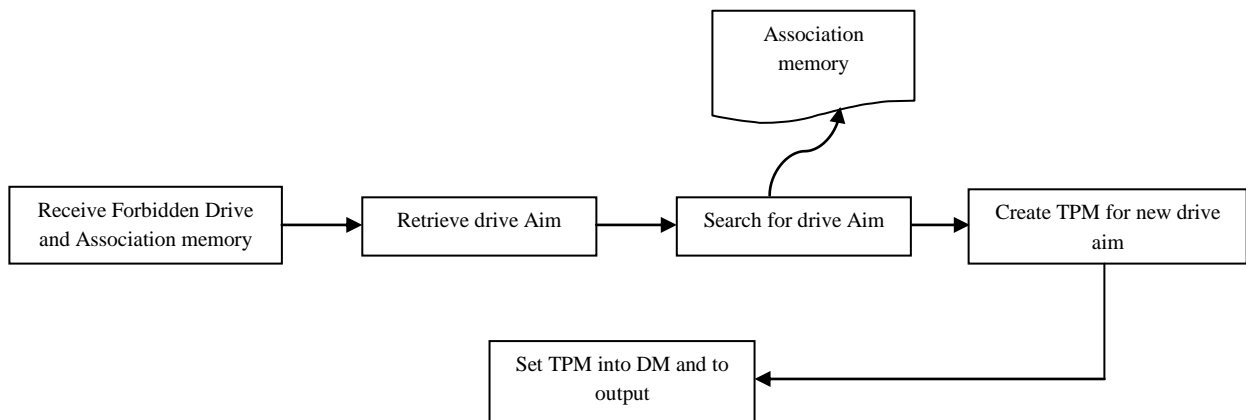 Association
memory
Receive Forbidden Drive
and Association memory
Retrieve drive Aim
Search for drive Aim
Create TPM for new drive
aim
Set TPM into DM and to
output